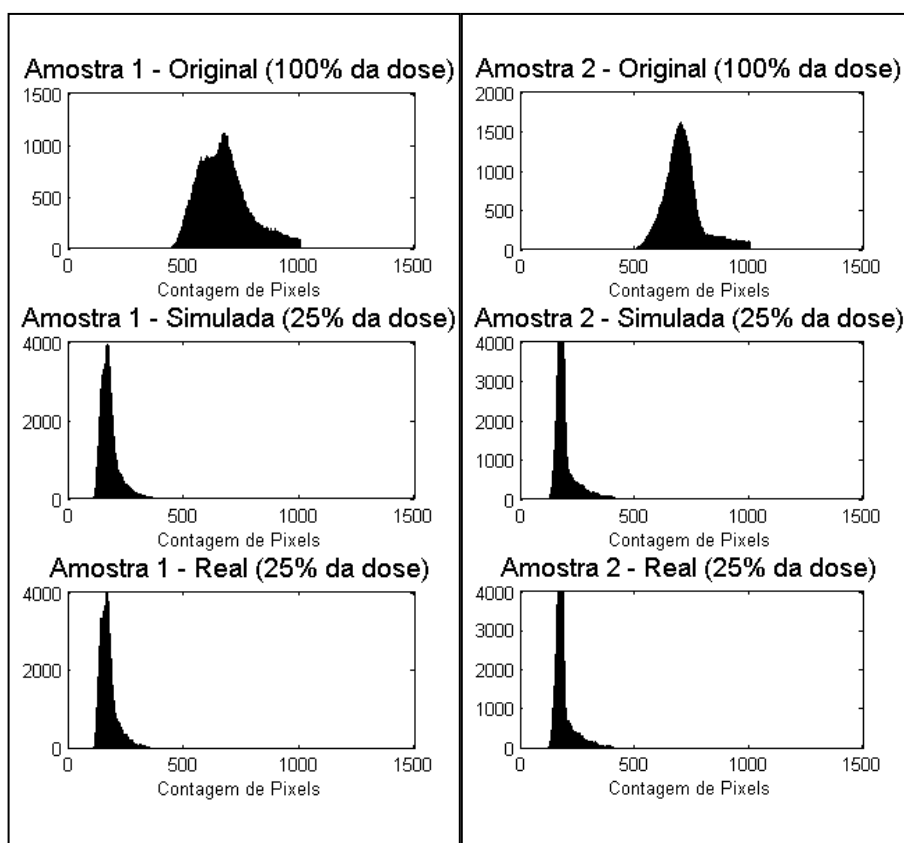 Amostra 1 - Original (100% da dose)
1500
1000
500
0
0 500 1000 1500
Contagem de Pixels
Amostra 1 - Simulada (25% da dose)
4000
2000
0
0 500 1000 1500
Contagem de Pixels
Amostra 1 - Real (25% da dose)
4000
2000
0
0 500 1000 1500
Contagem de Pixels
Amostra 2 - Original (100% da dose)
2000
1500
1000
500
0
0 500 1000 1500
Contagem de Pixels
Amostra 2 - Simulada (25% da dose)
4000
3000
2000
1000
0
0 500 1000 1500
Contagem de Pixels
Amostra 2 - Real (25% da dose)
4000
3000
2000
1000
0
0 500 1000 1500
Contagem de Pixels